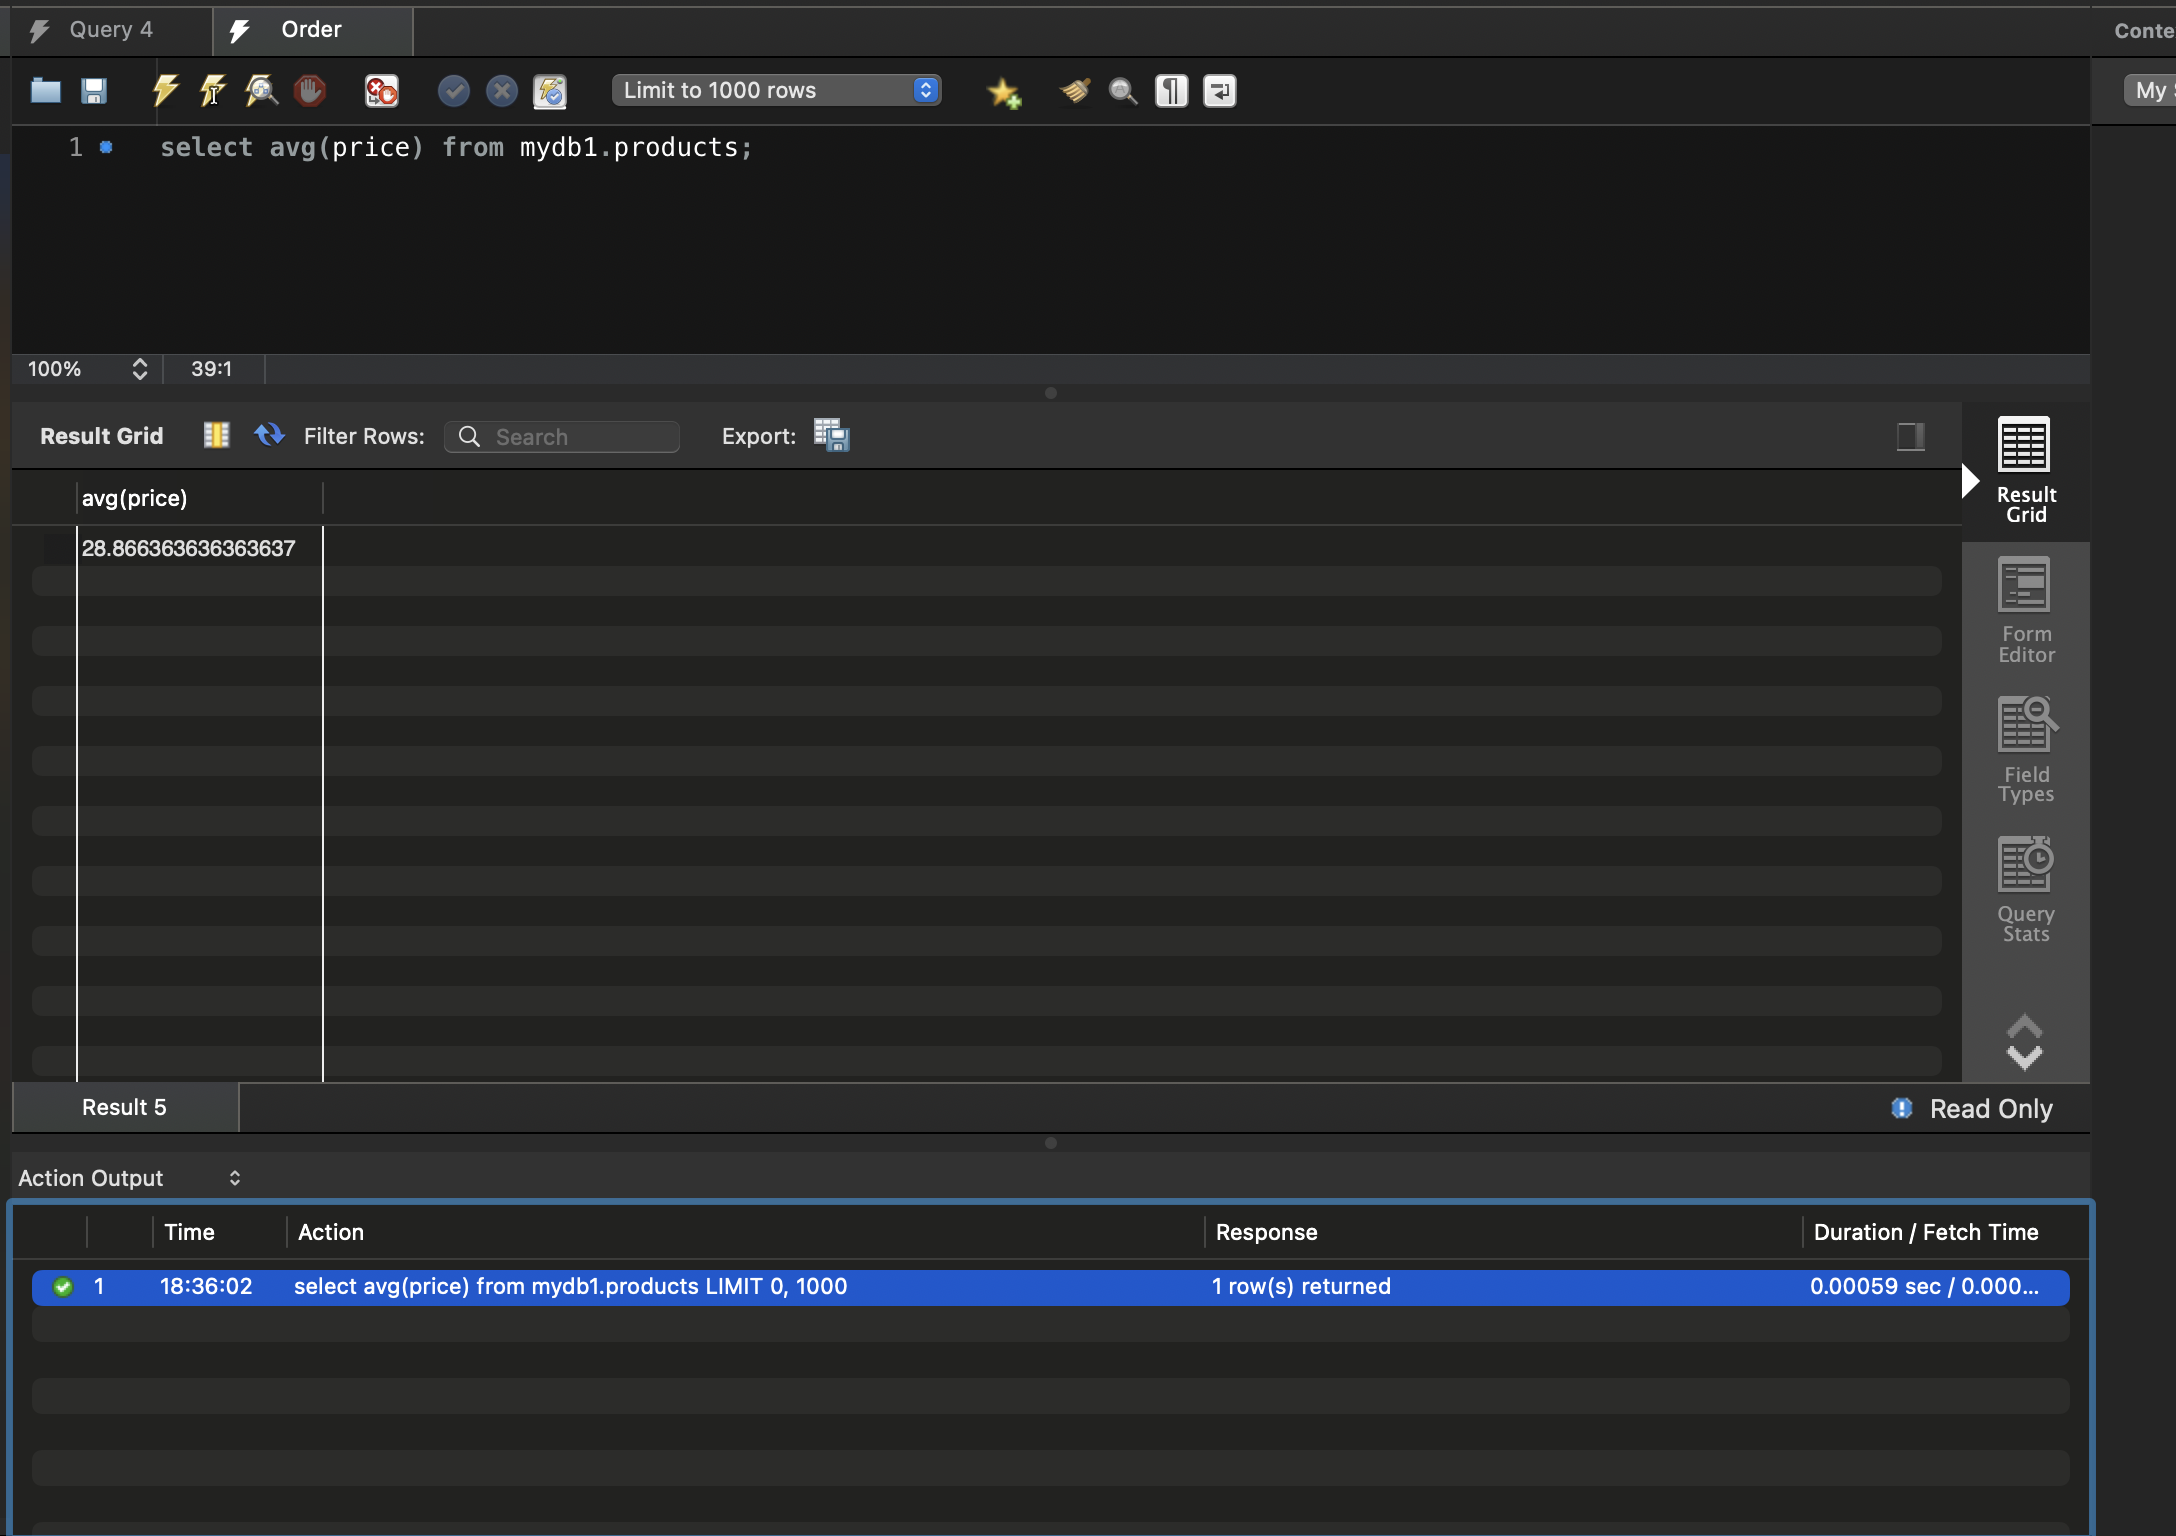 Query 4
Order
Conte
Limit to 1000 rows
My
1 select avg(price) from mydb1.products;
100% 39:1
Result Grid Filter Rows: Search Export:
avg(price)
28.866363636363637
Result
Grid
Form
Editor
Field
Types
Query
Stats
Result 5 Read Only
Action Output
Time Action Response Duration / Fetch Time
1 18:36:02 select avg(price) from mydb1.products LIMIT 0, 1000 1 row(s) returned 0.00059 sec / 0.000...